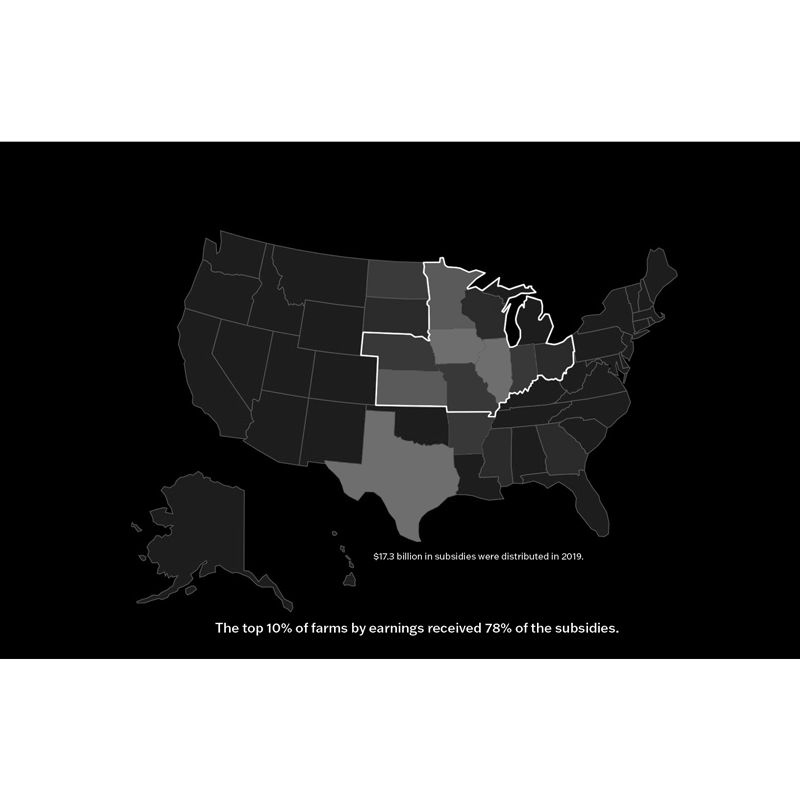 $17.3 billion in subsidies were distributed in 2019.
The top 10% of farms by earnings received 78% of the subsidies.